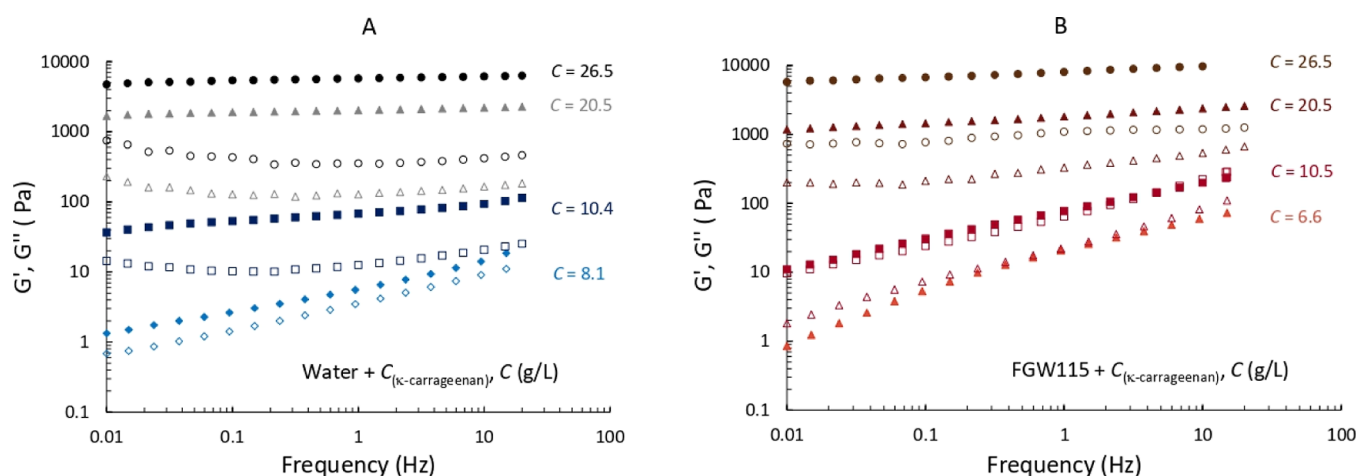 A
10000
1000
100
10
1
0.1
G', G'' ( Pa)
C = 26.5
C = 20.5
C = 10.4
C = 8.1
Water + C(κ-carrageenan), C (g/L)
0.01 0.1 1 10 100
Frequency (Hz)
B
10000
1000
100
10
1
0.1
G', G'' ( Pa)
C = 26.5
C = 20.5
C = 10.5
C = 6.6
FGW115 + C(κ-carrageenan), C (g/L)
0.01 0.1 1 10 100
Frequency (Hz)